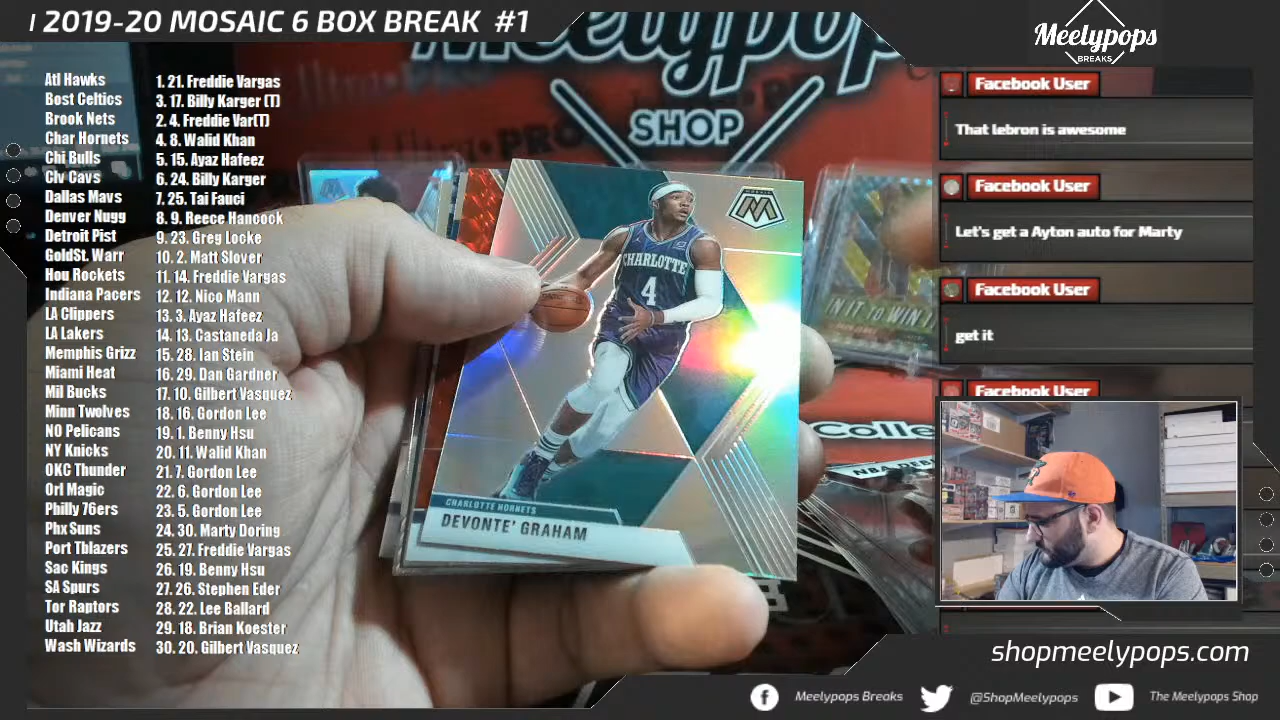 2019-20 MOSAIC 6 BOX BREAK #1
Meelypops
BREAKS
Atl Hawks 1. 21. Freddie Vargas
Bost Celtics 3. 17. Billy Karger (T)
Brook Nets 2. 4. Freddie Var(T)
Char Hornets 4. 8. Walid Khan
Chi Bulls 5. 15. Ayaz Hafeez
Clv Cavs 6. 24. Billy Karger
Dallas Mavs 7. 25. Tai Fauci
Denver Nugg 8. 9. Reece Hancock
Detroit Pist 9. 23. Greg Locke
GoldSt. Warr 10. 2. Matt Slover
Hou Rockets 11. 14. Freddie Vargas
Indiana Pacers 12. 12. Nico Mann
LA Clippers 13. 3. Ayaz Hafeez
LA Lakers 14. 13. Castaneda Ja
Memphis Grizz 15. 28. Ian Stein
Miami Heat 16. 29. Dan Gardner
Mil Bucks 17. 10. Gilbert Vasquez
Minn Twolves 18. 16. Gordon Lee
NO Pelicans 19. 1. Benny Hsu
NY Knicks 20. 11. Walid Khan
OKC Thunder 21. 7. Gordon Lee
Orl Magic 22. 6. Gordon Lee
Philly 76ers 23. 5. Gordon Lee
Phx Suns 24. 30. Marty Doring
Port Tblazers 25. 27. Freddie Vargas
Sac Kings 26. 19. Benny Hsu
SA Spurs 27. 26. Stephen Eder
Tor Raptors 28. 22. Lee Ballard
Utah Jazz 29. 18. Brian Koester
Wash Wizards 30. 20. Gilbert Vasquez
Meelypops
SHOP
PRO
MOSAIC
CHARLOTTE
4
CHARLOTTE HORNETS
DEVONTE' GRAHAM
IN IT TO WIN I
NBA DEB
Facebook User
That lebron is awesome
Facebook User
Let's get a Ayton auto for Marty
Facebook User
get it
Facebook User
shopmeelypops.com
Meelypops Breaks
@ShopMeelypops
The Meelypops Shop